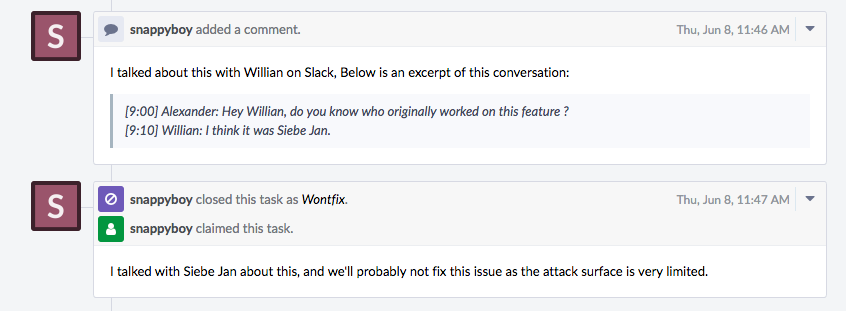 S
snappyboy added a comment.
Thu, Jun 8, 11:46 AM
I talked about this with Willian on Slack, Below is an excerpt of this conversation:
[9:00] Alexander: Hey Willian, do you know who originally worked on this feature ?
[9:10] Willian: I think it was Siebe Jan.
S
snappyboy closed this task as Wontfix.
Thu, Jun 8, 11:47 AM
snappyboy claimed this task.
I talked with Siebe Jan about this, and we'll probably not fix this issue as the attack surface is very limited.